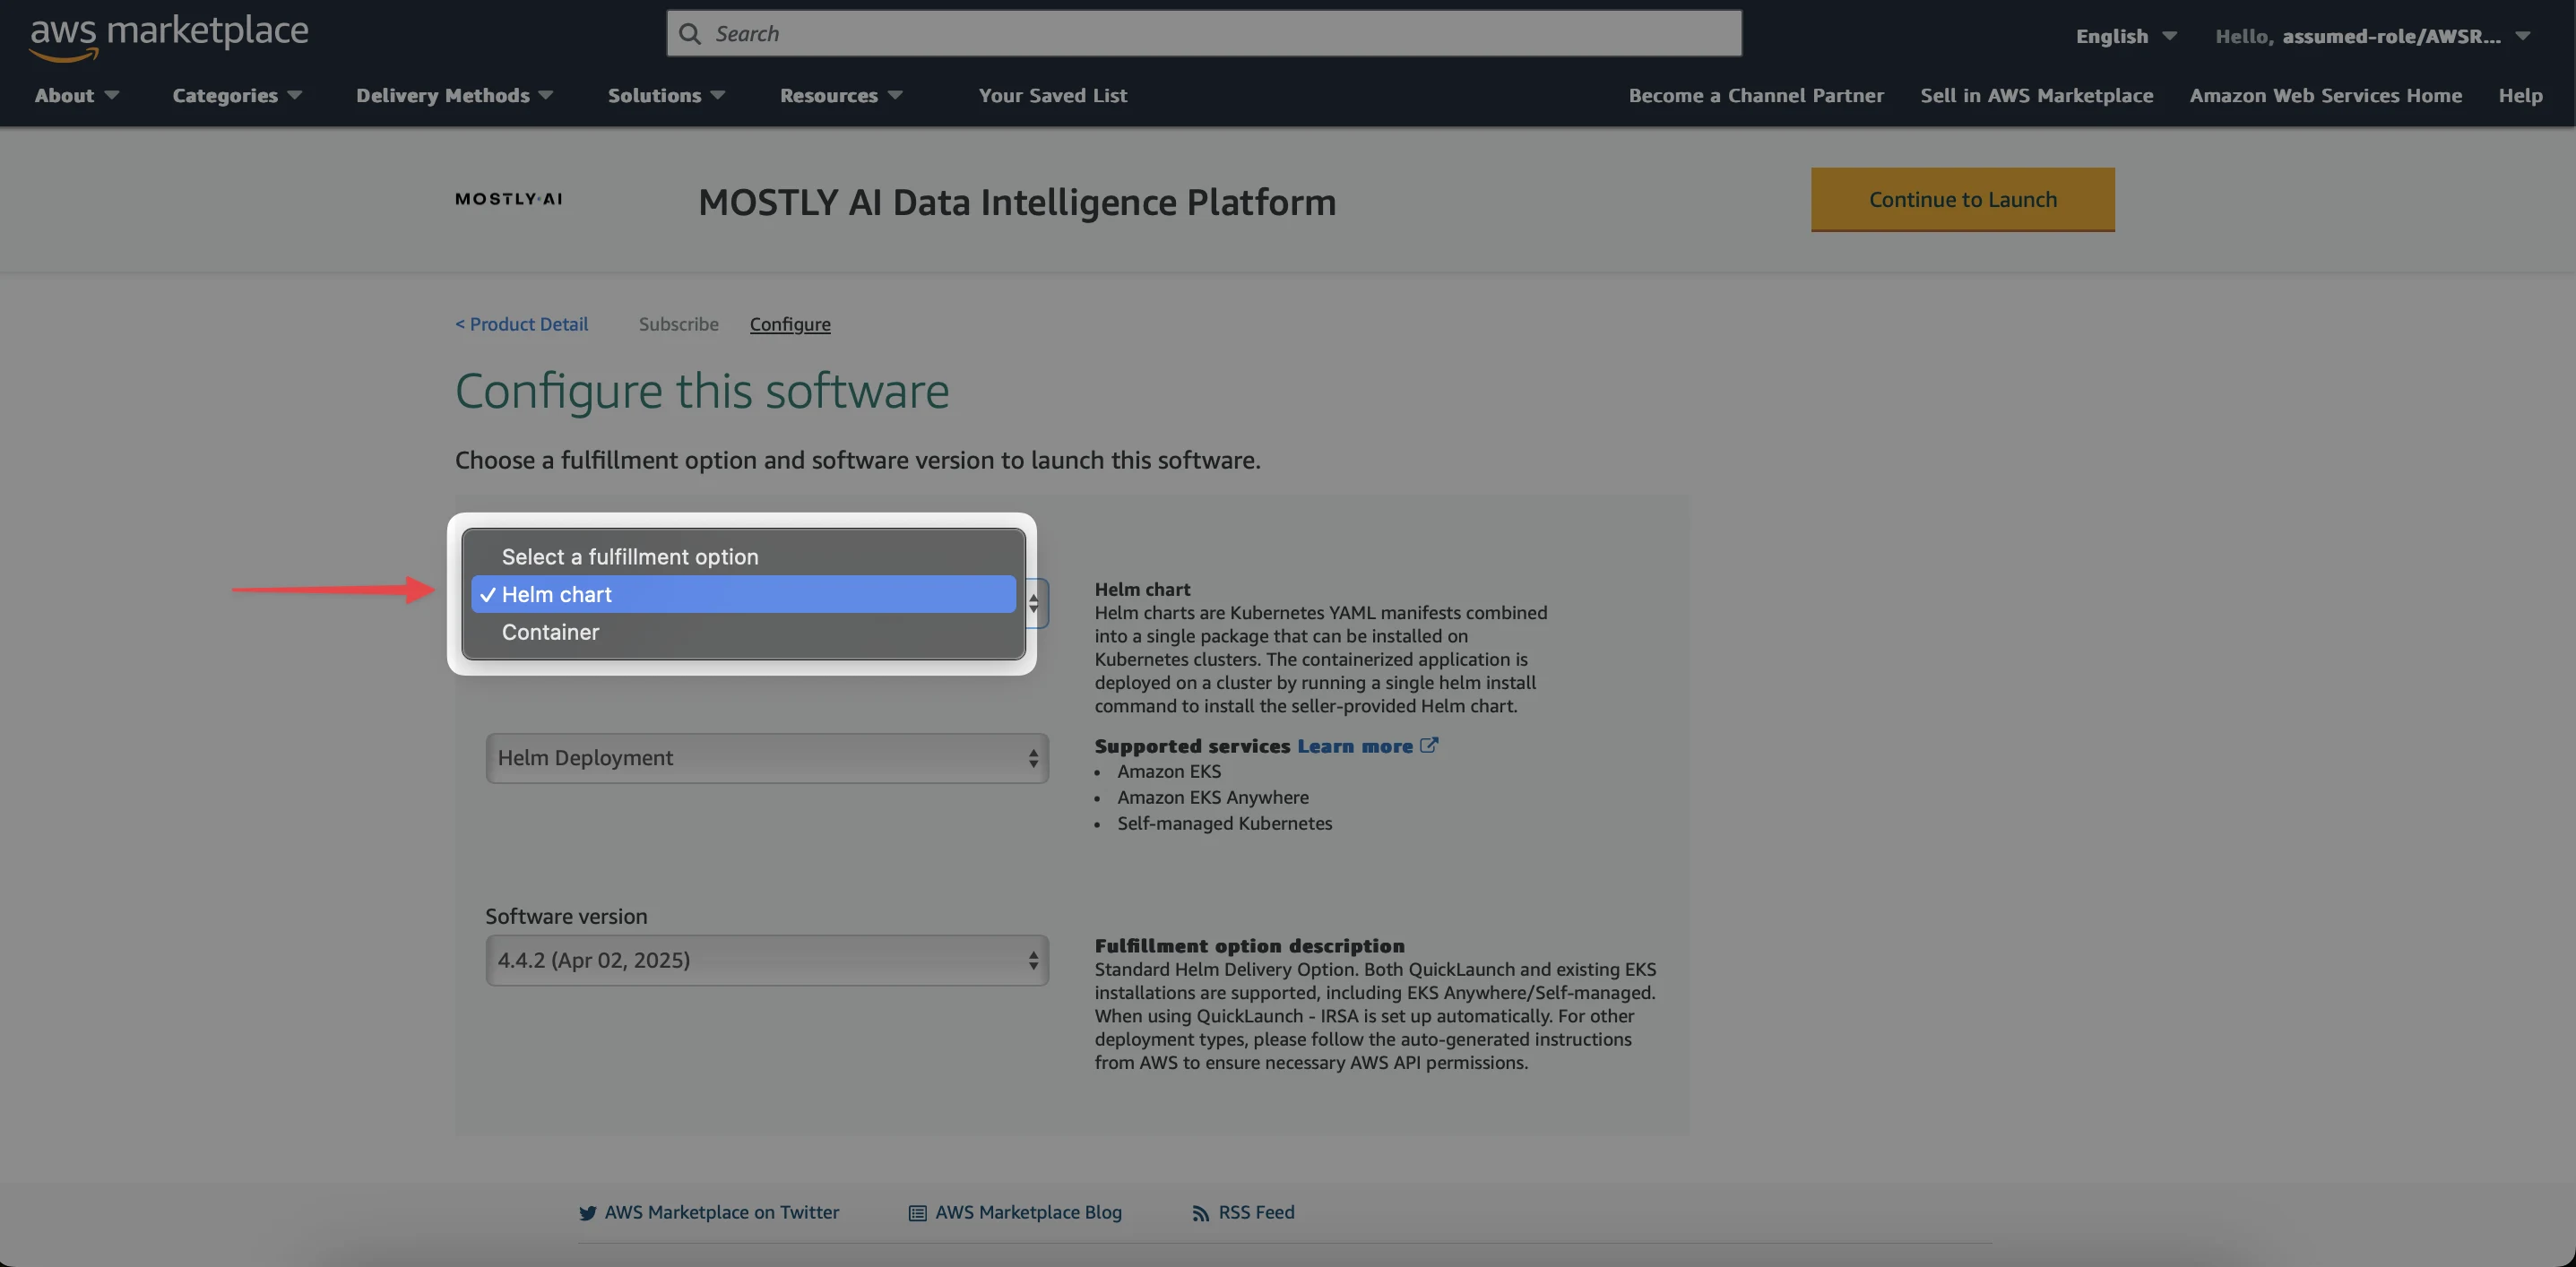 aws marketplace
Search
English
Hello, assumed-role/AWSR...
About
Categories
Delivery Methods
Solutions
Resources
Your Saved List
Become a Channel Partner
Sell in AWS Marketplace
Amazon Web Services Home
Help
MOSTLY·AI
MOSTLY AI Data Intelligence Platform
Continue to Launch
< Product Detail
Subscribe
Configure
Configure this software
Choose a fulfillment option and software version to launch this software.
Select a fulfillment option
✓ Helm chart
Container
Helm chart
Helm charts are Kubernetes YAML manifests combined
into a single package that can be installed on
Kubernetes clusters. The containerized application is
deployed on a cluster by running a single helm install
command to install the seller-provided Helm chart.
Helm Deployment
Supported services Learn more
• Amazon EKS
• Amazon EKS Anywhere
• Self-managed Kubernetes
Software version
4.4.2 (Apr 02, 2025)
Fulfillment option description
Standard Helm Delivery Option. Both QuickLaunch and existing EKS
installations are supported, including EKS Anywhere/Self-managed.
When using QuickLaunch - IRSA is set up automatically. For other
deployment types, please follow the auto-generated instructions
from AWS to ensure necessary AWS API permissions.
AWS Marketplace on Twitter
AWS Marketplace Blog
RSS Feed